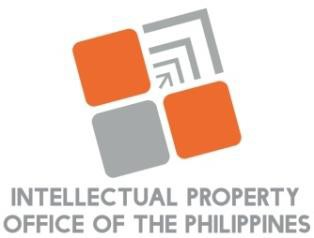 INTELLECTUAL PROPERTY
OFFICE OF THE PHILIPPINES